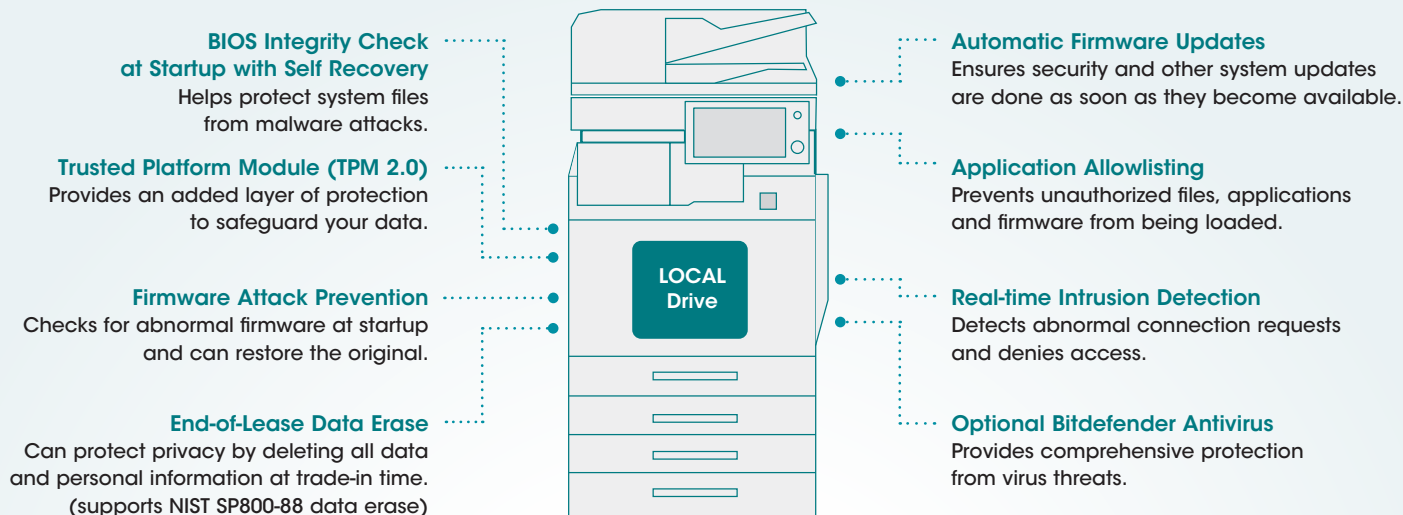 BIOS Integrity Check
at Startup with Self Recovery
Helps protect system files
from malware attacks.
Trusted Platform Module (TPM 2.0)
Provides an added layer of protection
to safeguard your data.
Firmware Attack Prevention
Checks for abnormal firmware at startup
and can restore the original.
End-of-Lease Data Erase
Can protect privacy by deleting all data
and personal information at trade-in time.
(supports NIST SP800-88 data erase)
LOCAL
Drive
Automatic Firmware Updates
Ensures security and other system updates
are done as soon as they become available.
Application Allowlisting
Prevents unauthorized files, applications
and firmware from being loaded.
Real-time Intrusion Detection
Detects abnormal connection requests
and denies access.
Optional Bitdefender Antivirus
Provides comprehensive protection
from virus threats.